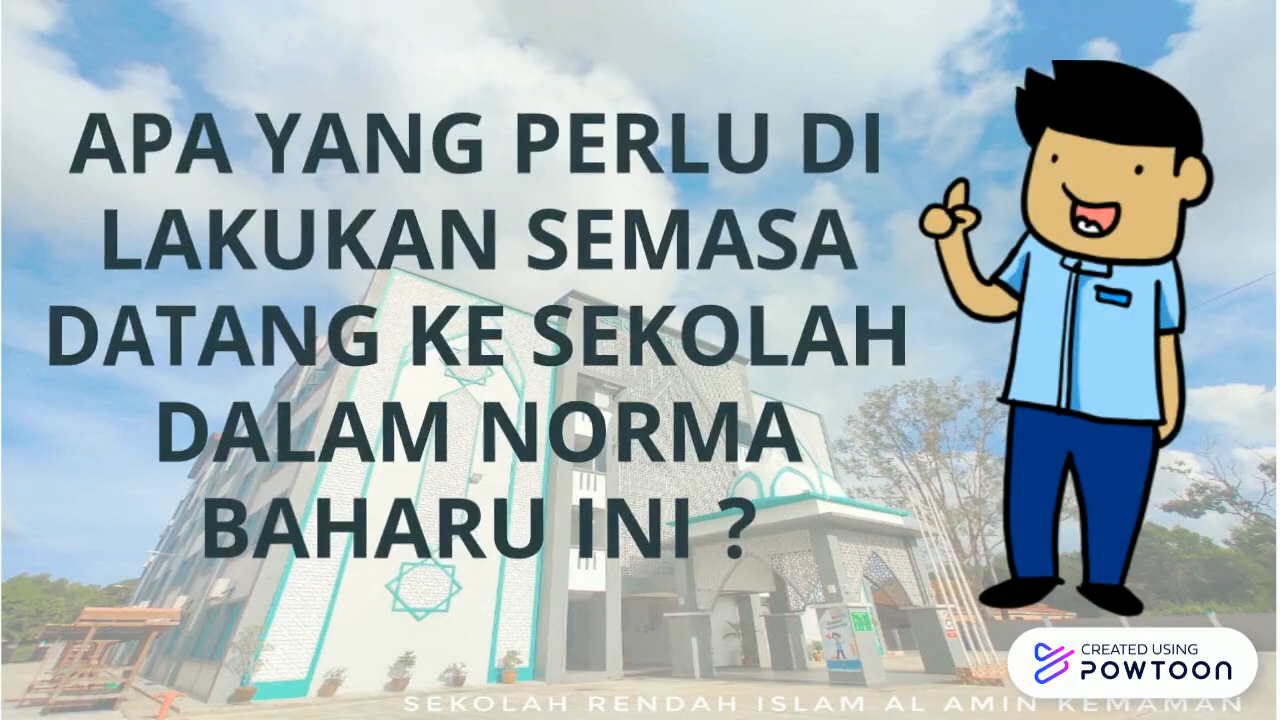 APA YANG PERLU DI
LAKUKAN SEMASA
DATANG KE SEKOLAH
DALAM NORMA
BAHARU INI ?
CREATED USING
POWTOON
SEKOLAH RENDAH ISLAM AL AMIN KEMAMAN